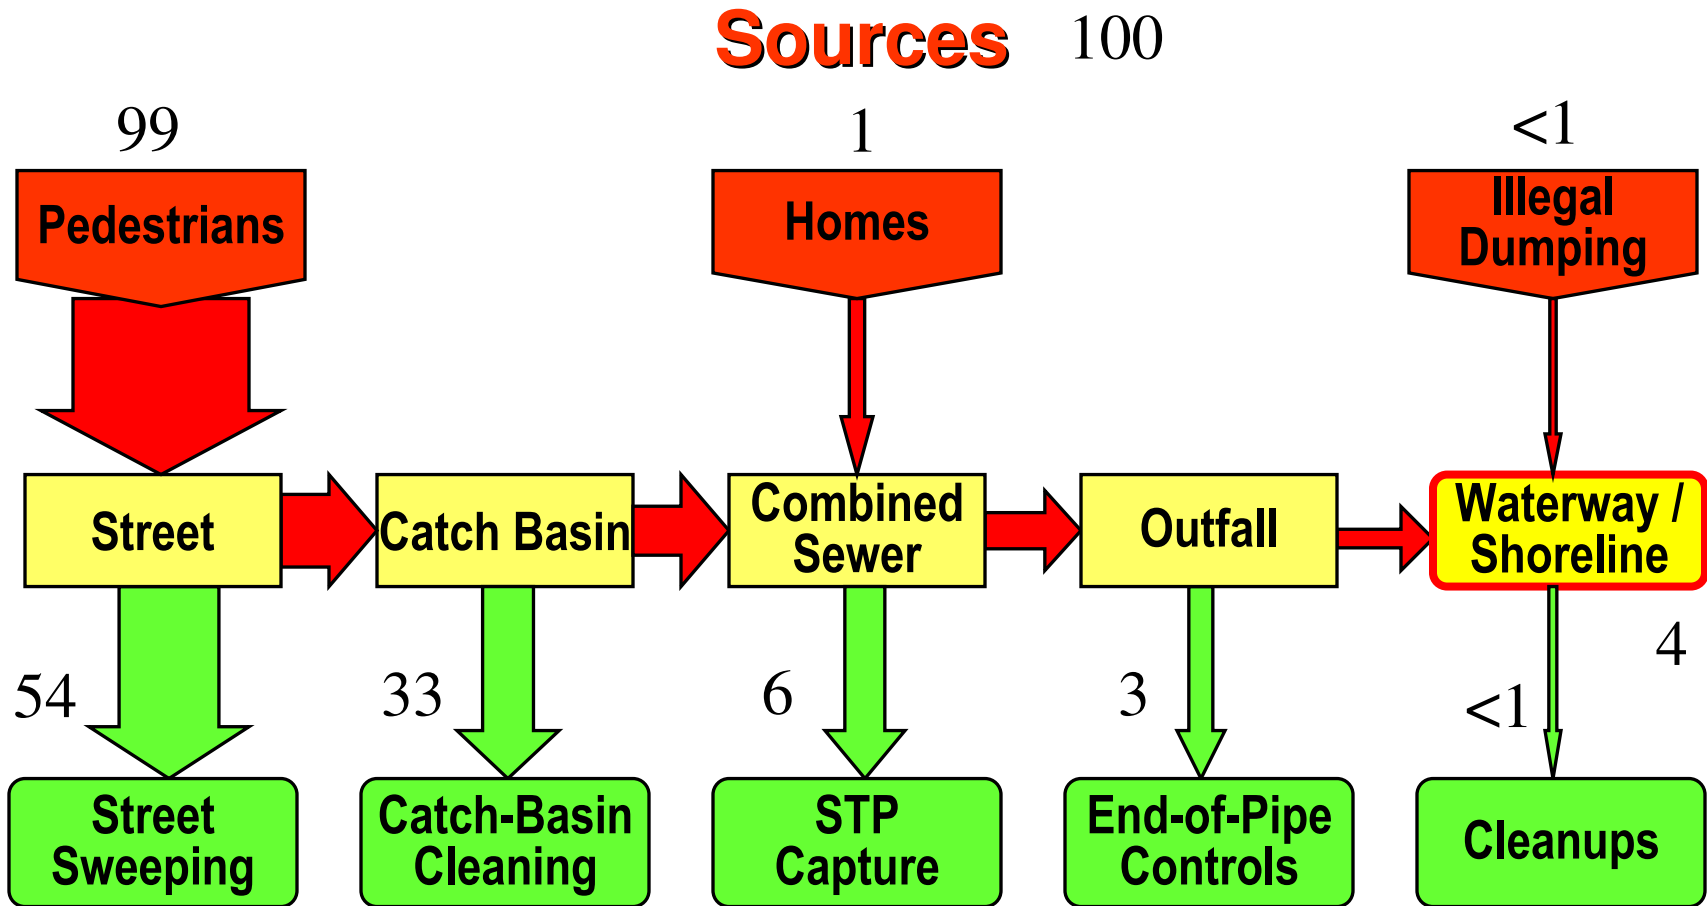 Sources 100
99
1
<1
Pedestrians
Homes
Illegal
Dumping
Street
Catch Basin
Combined
Sewer
Outfall
Waterway /
Shoreline
54
33
6
3
<1
4
Street
Sweeping
Catch-Basin
Cleaning
STP
Capture
End-of-Pipe
Controls
Cleanups